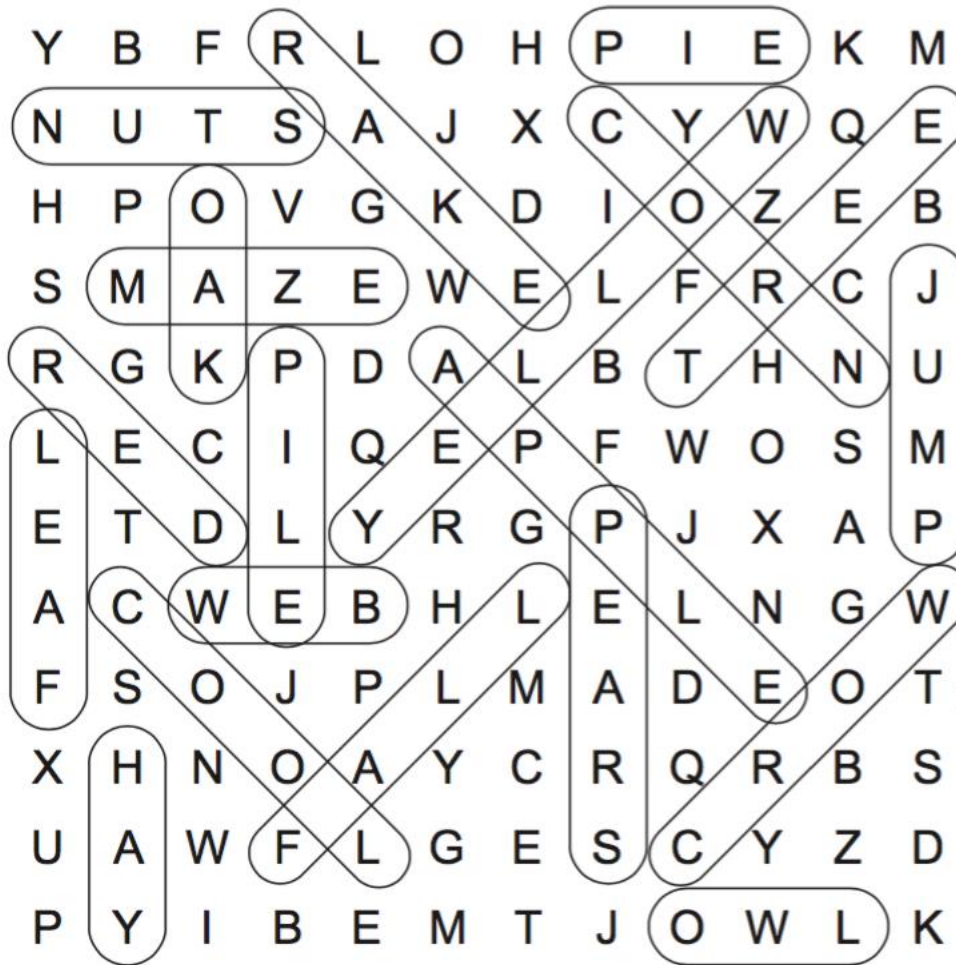 Y B F R L O H P I E K M
N U T S A J X C Y W Q E
H P O V G K D I O Z E B
S M A Z E W E L F R C J
R G K P D A L B T H N U
L E C I Q E P F W O S M
E T D L Y R G P J X A P
A C W E B H L E L N G W
F S O J P L M A D E O T
X H N O A Y C R Q R B S
U A W F L G E S C Y Z D
P Y I B E M T J O W L K